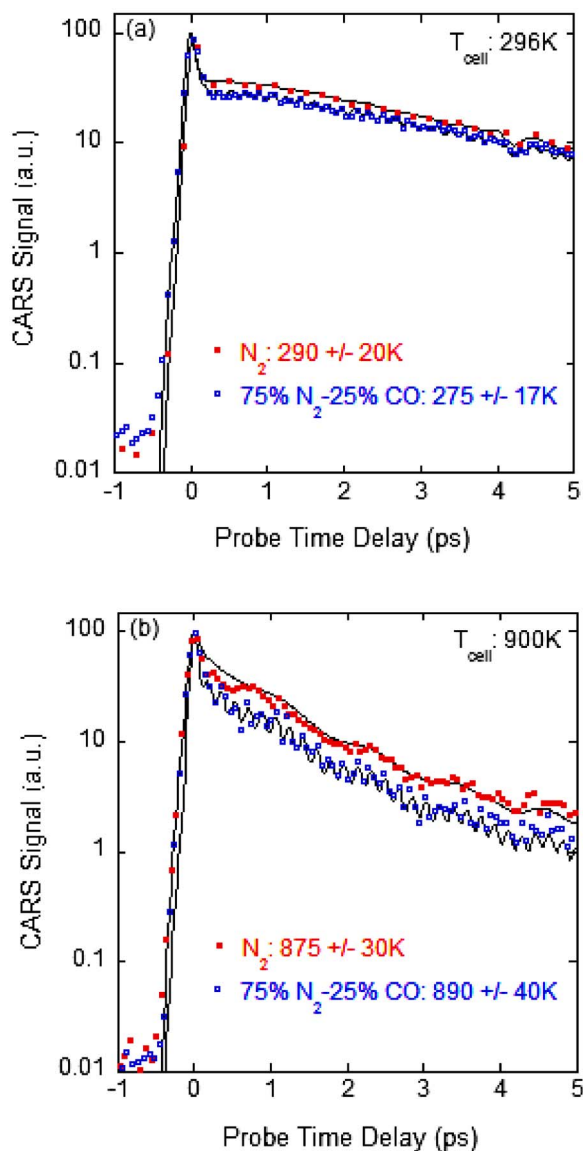 (a)
T_cell: 296K
CARS Signal (a.u.)
100
10
1
0.1
0.01
N₂: 290 +/- 20K
75% N₂-25% CO: 275 +/- 17K
-1 0 1 2 3 4 5
Probe Time Delay (ps)
(b)
T_cell: 900K
CARS Signal (a.u.)
100
10
1
0.1
0.01
N₂: 875 +/- 30K
75% N₂-25% CO: 890 +/- 40K
-1 0 1 2 3 4 5
Probe Time Delay (ps)